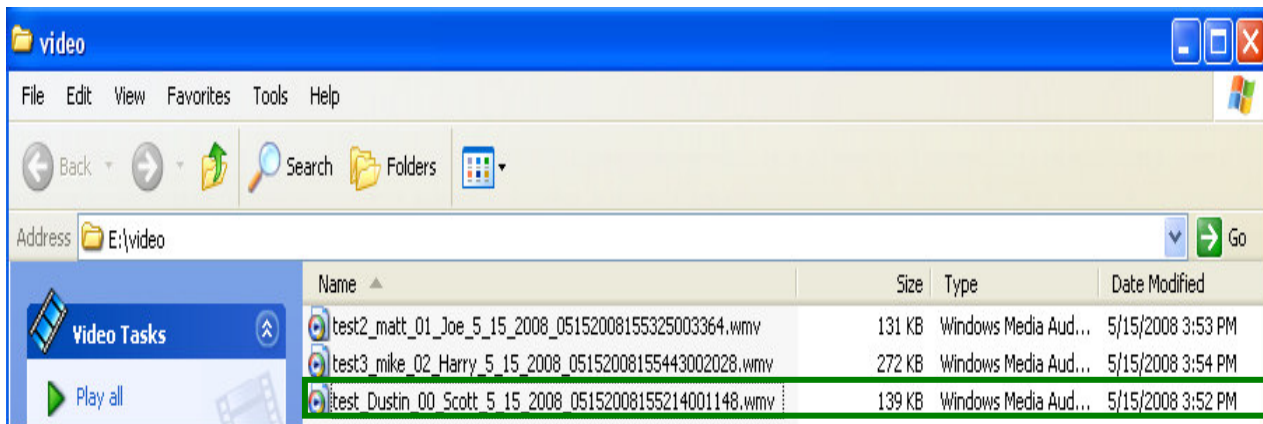 video
File Edit View Favorites Tools Help
Back Search Folders
Address E:\video Go
Name Size Type Date Modified
Video Tasks
test2_matt_01_Joe_5_15_2008_05152008155325003364.wmv 131 KB Windows Media Aud... 5/15/2008 3:53 PM
test3_mike_02_Harry_5_15_2008_05152008155443002028.wmv 272 KB Windows Media Aud... 5/15/2008 3:54 PM
Play all
test_Dustin_00_Scott_5_15_2008_05152008155214001148.wmv 139 KB Windows Media Aud... 5/15/2008 3:52 PM